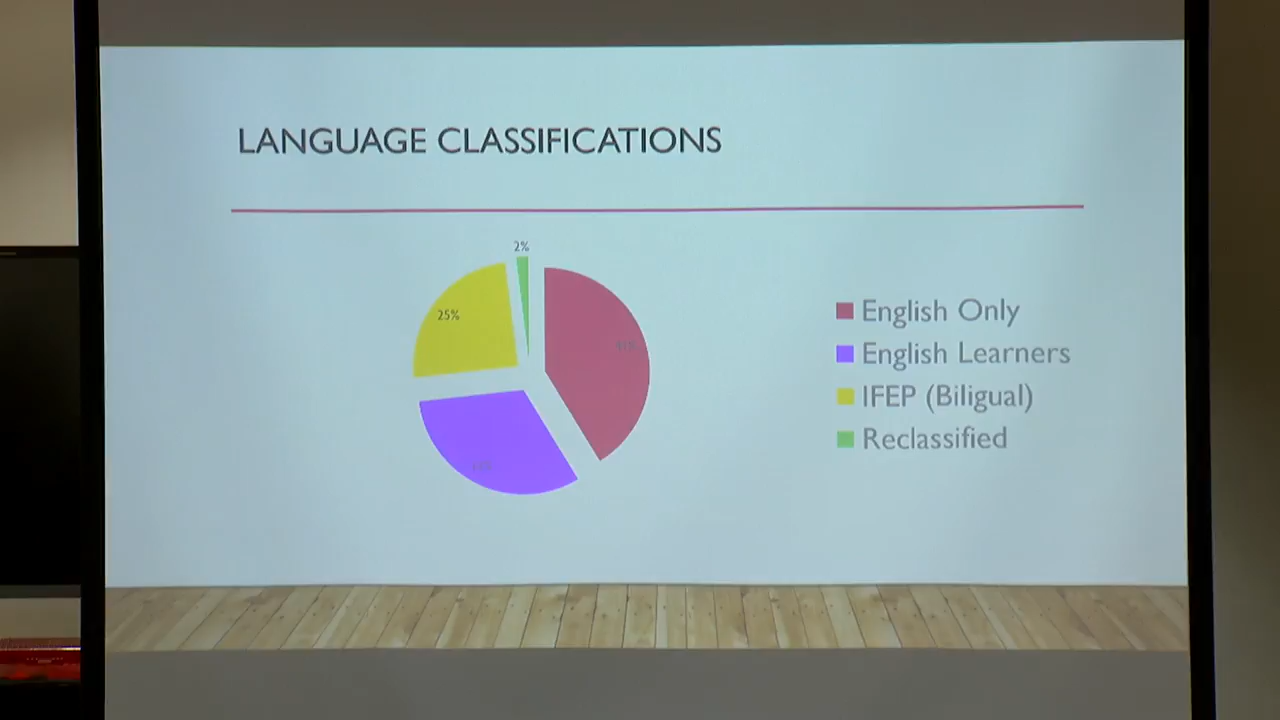 LANGUAGE CLASSIFICATIONS
2%
25%
English Only
English Learners
IFEP (Biligual)
Reclassified